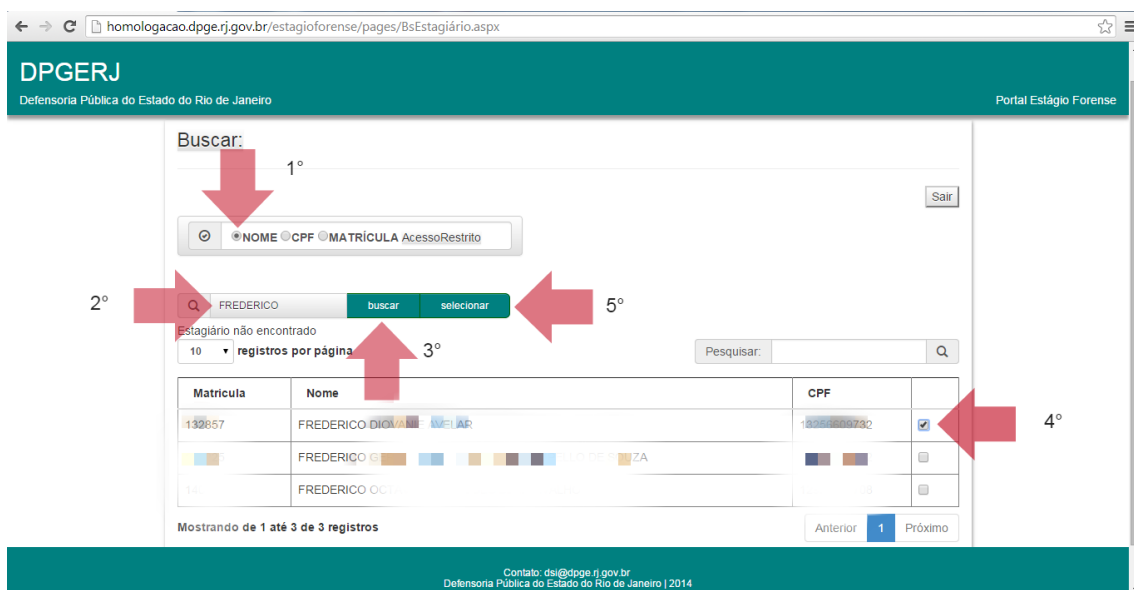 homologacao.dpge.rj.gov.br/estagioforense/pages/BsEstagiário.aspx
DPGERJ
Defensoria Pública do Estado do Rio de Janeiro
Portal Estágio Forense
Buscar:
1°
Sair
NOME CPF MATRÍCULA AcessoRestrito
2°
FREDERICO buscar selecionar
5°
Estagiário não encontrado
10 registros por página
3°
Pesquisar:
Matricula Nome CPF
FREDERICO
4°
FREDERICO
FREDERICO
Mostrando de 1 até 3 de 3 registros
Anterior 1 Próximo
Contato: dsi@dpge.rj.gov.br
Defensoria Pública do Estado do Rio de Janeiro | 2014